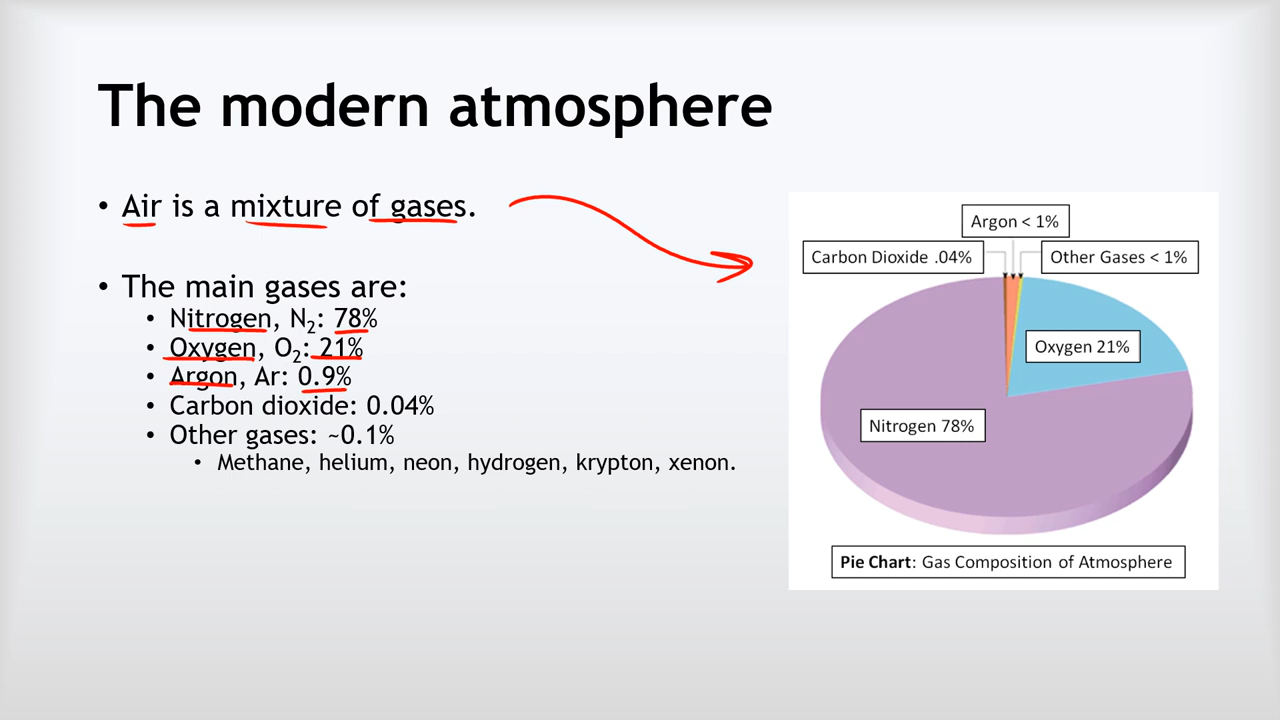 The modern atmosphere
• Air is a mixture of gases.
• The main gases are:
• Nitrogen, N₂: 78%
• Oxygen, O₂: 21%
• Argon, Ar: 0.9%
• Carbon dioxide: 0.04%
• Other gases: ~0.1%
• Methane, helium, neon, hydrogen, krypton, xenon.
Argon < 1%
Carbon Dioxide .04%
Other Gases < 1%
Oxygen 21%
Nitrogen 78%
Pie Chart: Gas Composition of Atmosphere